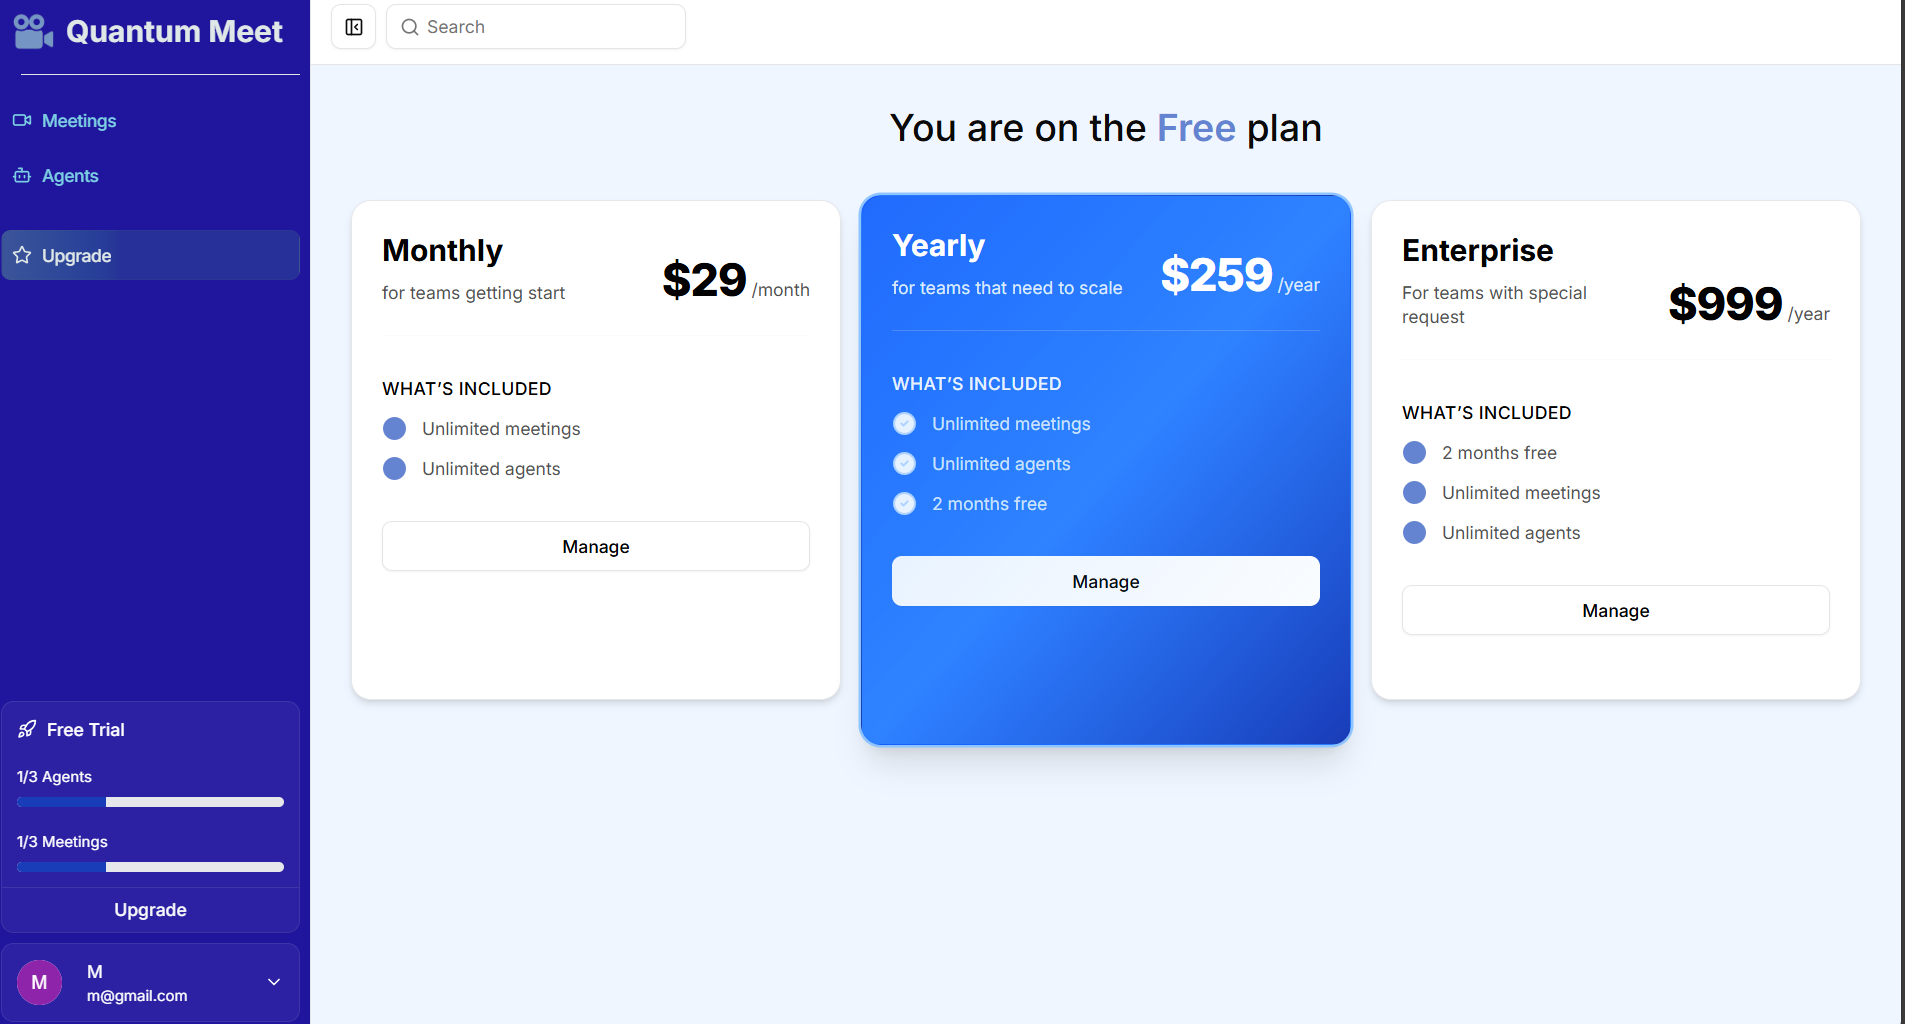 Quantum Meet
Meetings
Agents
Upgrade
Free Trial
1/3 Agents
1/3 Meetings
Upgrade
M
M
m@gmail.com
Search
You are on the Free plan
Monthly
for teams getting start
$29 /month
WHAT’S INCLUDED
Unlimited meetings
Unlimited agents
Manage
Yearly
for teams that need to scale
$259 /year
WHAT’S INCLUDED
Unlimited meetings
Unlimited agents
2 months free
Manage
Enterprise
For teams with special
request
$999 /year
WHAT’S INCLUDED
2 months free
Unlimited meetings
Unlimited agents
Manage